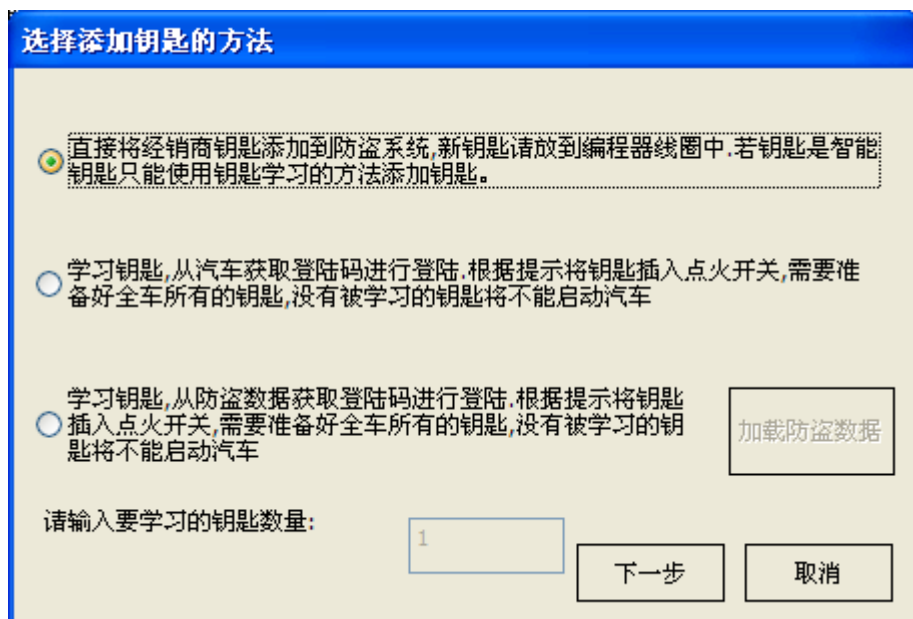 选择添加钥匙的方法
直接将经销商钥匙添加到防盗系统,新钥匙请放到编程器线圈中.若钥匙是智能
钥匙只能使用钥匙学习的方法添加钥匙。
学习钥匙,从汽车获取登陆码进行登陆.根据提示将钥匙插入点火开关,需要准
备好全车所有的钥匙,没有被学习的钥匙将不能启动汽车
学习钥匙,从防盗数据获取登陆码进行登陆.根据提示将钥匙
插入点火开关,需要准备好全车所有的钥匙,没有被学习的钥
匙将不能启动汽车
加载防盗数据
请输入要学习的钥匙数量:
1
下一步
取消